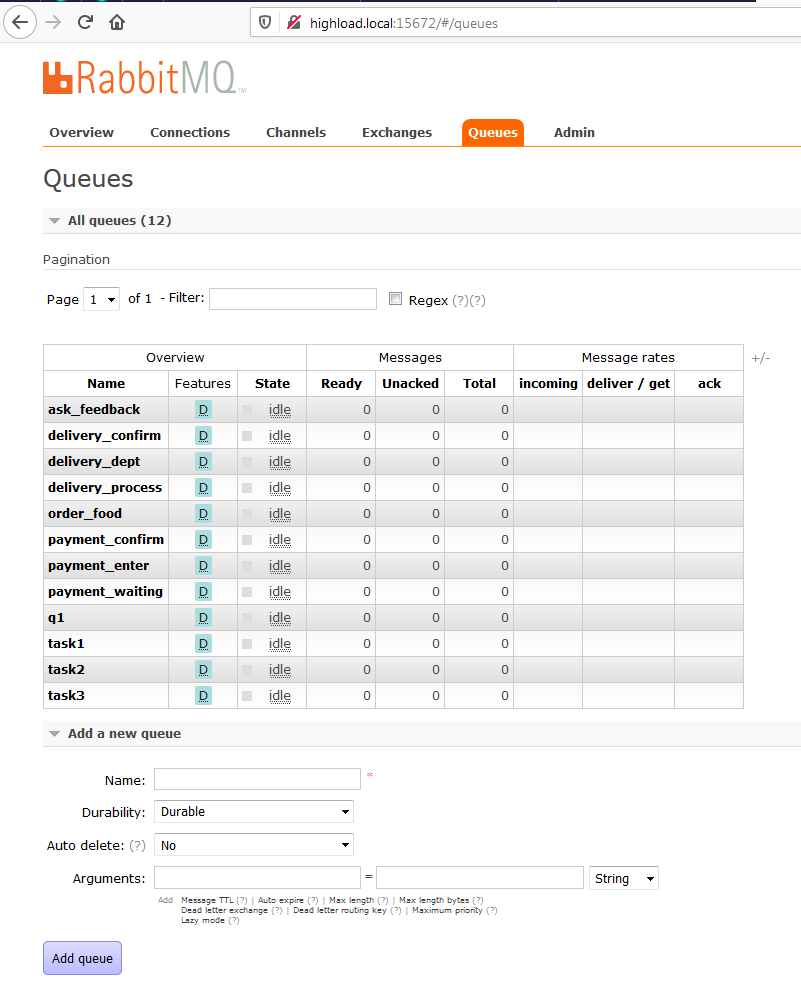 highload.local:15672/#/queues
RabbitMQ™
Overview Connections Channels Exchanges Queues Admin
Queues
All queues (12)
Pagination
Page 1 of 1 - Filter: Regex (?)(?)
Overview Messages Message rates +/-
Name Features State Ready Unacked Total incoming deliver / get ack
ask_feedback D idle 0 0 0
delivery_confirm D idle 0 0 0
delivery_dept D idle 0 0 0
delivery_process D idle 0 0 0
order_food D idle 0 0 0
payment_confirm D idle 0 0 0
payment_enter D idle 0 0 0
payment_waiting D idle 0 0 0
q1 D idle 0 0 0
task1 D idle 0 0 0
task2 D idle 0 0 0
task3 D idle 0 0 0
Add a new queue
Name: *
Durability: Durable
Auto delete: (?) No
Arguments: = String
Add Message TTL (?) | Auto expire (?) | Max length (?) | Max length bytes (?)
Dead letter exchange (?) | Dead letter routing key (?) | Maximum priority (?)
Lazy mode (?)
Add queue